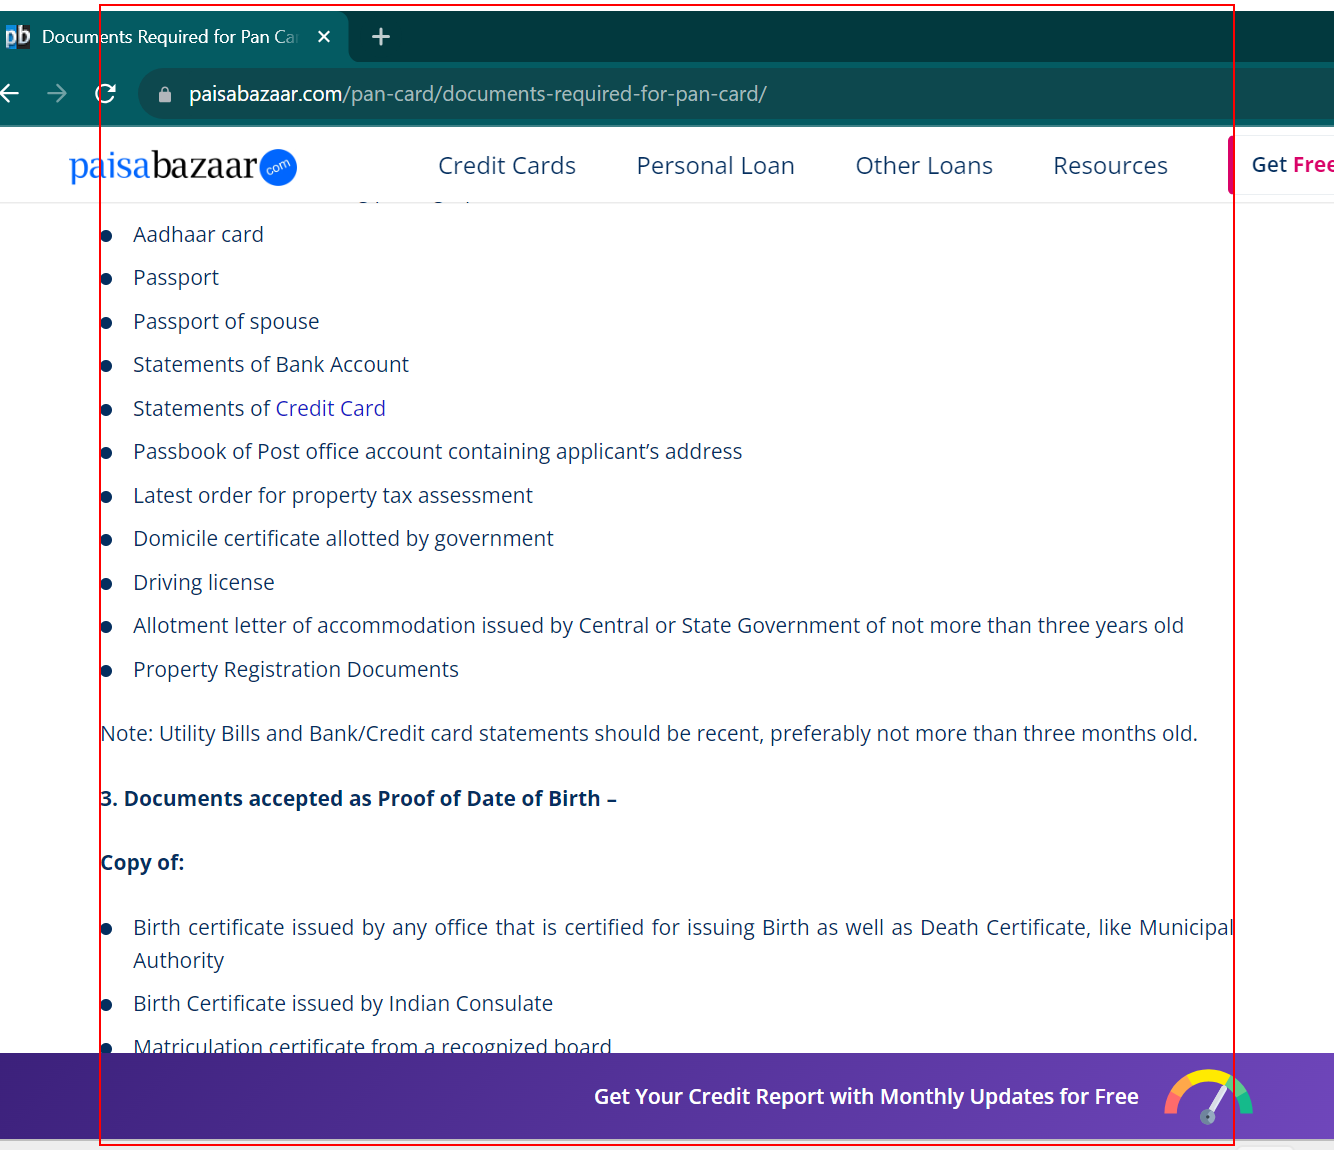 pb Documents Required for Pan Ca
paisabazaar.com/pan-card/documents-required-for-pan-card/
paisabazaar com Credit Cards Personal Loan Other Loans Resources Get Free
Aadhaar card
Passport
Passport of spouse
Statements of Bank Account
Statements of Credit Card
Passbook of Post office account containing applicant’s address
Latest order for property tax assessment
Domicile certificate allotted by government
Driving license
Allotment letter of accommodation issued by Central or State Government of not more than three years old
Property Registration Documents
Note: Utility Bills and Bank/Credit card statements should be recent, preferably not more than three months old.
3. Documents accepted as Proof of Date of Birth –
Copy of:
Birth certificate issued by any office that is certified for issuing Birth as well as Death Certificate, like Municipal
Authority
Birth Certificate issued by Indian Consulate
Matriculation certificate from a recognized board
Get Your Credit Report with Monthly Updates for Free